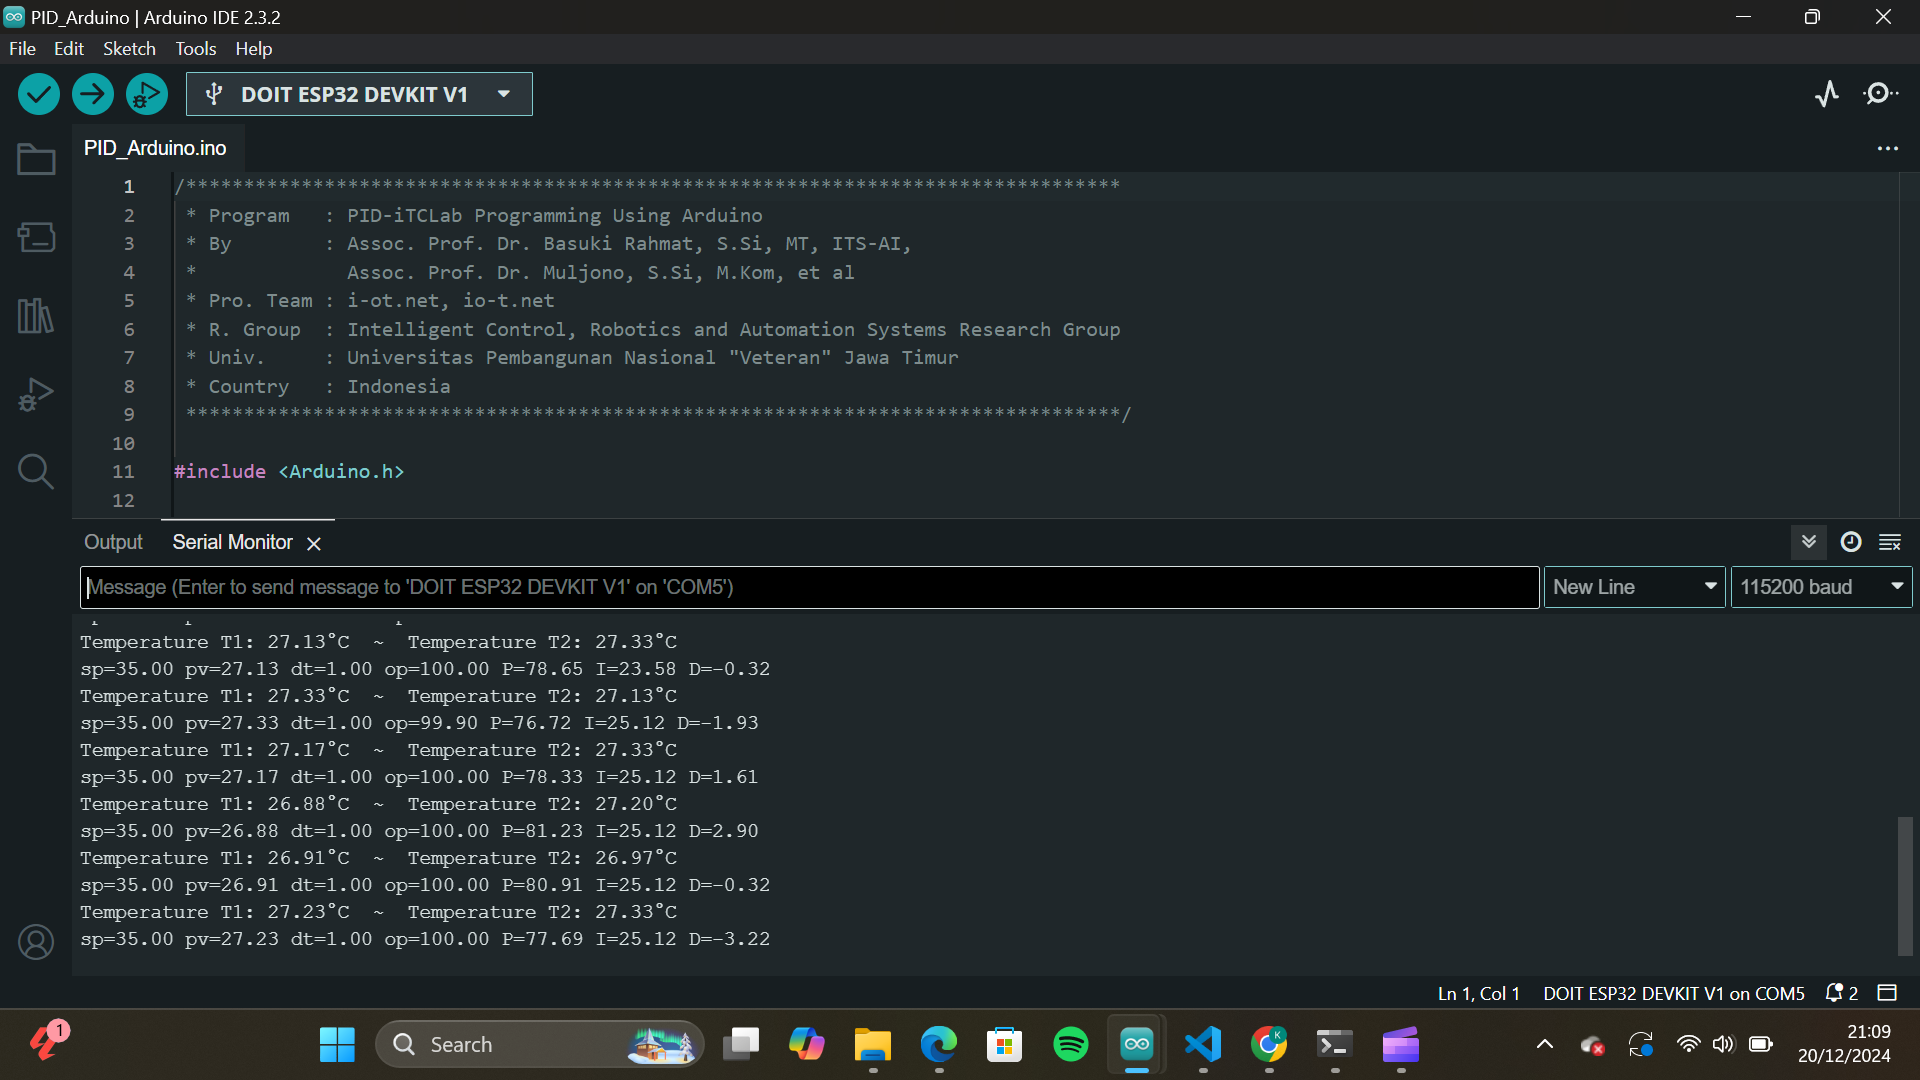 PID_Arduino | Arduino IDE 2.3.2
File Edit Sketch Tools Help
DOIT ESP32 DEVKIT V1
PID_Arduino.ino
1 /*********************************************************************************
2 * Program : PID-iTCLab Programming Using Arduino
3 * By : Assoc. Prof. Dr. Basuki Rahmat, S.Si, MT, ITS-AI,
4 * Assoc. Prof. Dr. Muljono, S.Si, M.Kom, et al
5 * Pro. Team : i-ot.net, io-t.net
6 * R. Group : Intelligent Control, Robotics and Automation Systems Research Group
7 * Univ. : Universitas Pembangunan Nasional "Veteran" Jawa Timur
8 * Country : Indonesia
9 *********************************************************************************/
10
11 #include <Arduino.h>
12
Output Serial Monitor
Message (Enter to send message to 'DOIT ESP32 DEVKIT V1' on 'COM5')
New Line
115200 baud
Temperature T1: 27.13°C ~ Temperature T2: 27.33°C
sp=35.00 pv=27.13 dt=1.00 op=100.00 P=78.65 I=23.58 D=-0.32
Temperature T1: 27.33°C ~ Temperature T2: 27.13°C
sp=35.00 pv=27.33 dt=1.00 op=99.90 P=76.72 I=25.12 D=-1.93
Temperature T1: 27.17°C ~ Temperature T2: 27.33°C
sp=35.00 pv=27.17 dt=1.00 op=100.00 P=78.33 I=25.12 D=1.61
Temperature T1: 26.88°C ~ Temperature T2: 27.20°C
sp=35.00 pv=26.88 dt=1.00 op=100.00 P=81.23 I=25.12 D=2.90
Temperature T1: 26.91°C ~ Temperature T2: 26.97°C
sp=35.00 pv=26.91 dt=1.00 op=100.00 P=80.91 I=25.12 D=-0.32
Temperature T1: 27.23°C ~ Temperature T2: 27.33°C
sp=35.00 pv=27.23 dt=1.00 op=100.00 P=77.69 I=25.12 D=-3.22
Ln 1, Col 1 DOIT ESP32 DEVKIT V1 on COM5 2
1
Search
K
21:09
20/12/2024